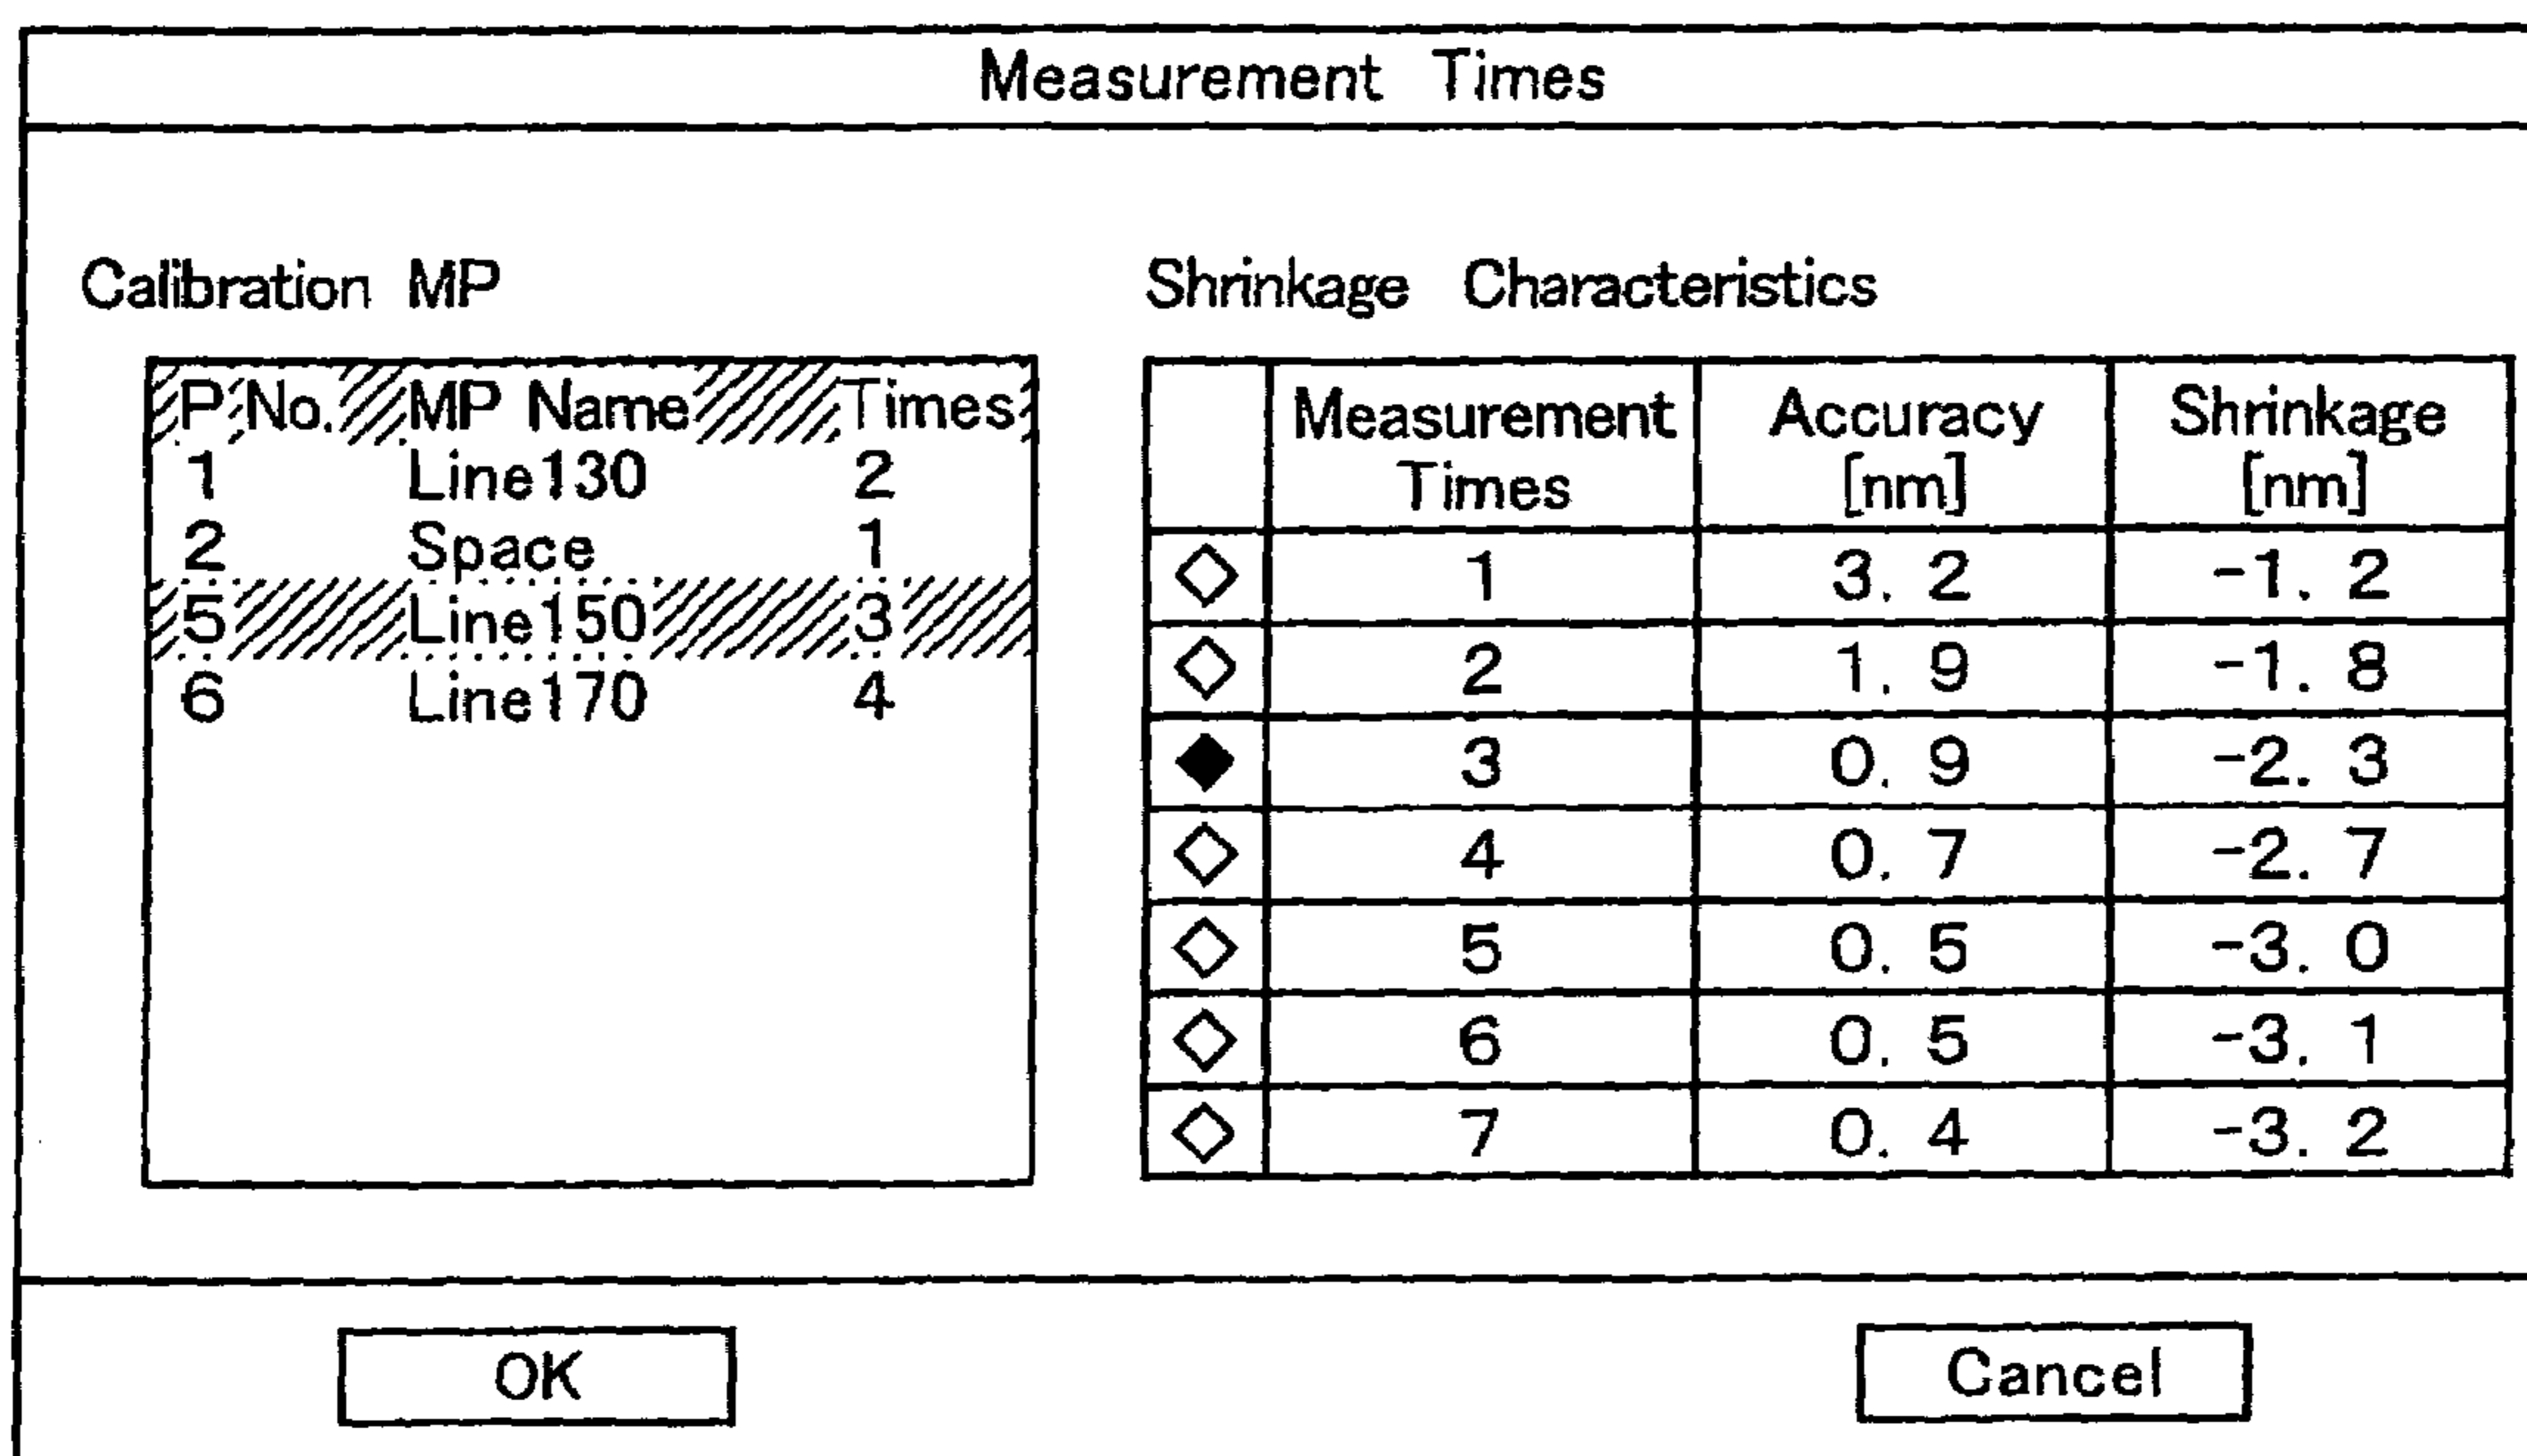 Measurement Times
Calibration MP
P No. MP Name Times
1 Line130 2
2 Space 1
5 Line150 3
6 Line170 4
Shrinkage Characteristics
Measurement Times Accuracy [nm] Shrinkage [nm]
1 3. 2 -1. 2
2 1. 9 -1. 8
3 0. 9 -2. 3
4 0. 7 -2. 7
5 0. 5 -3. 0
6 0. 5 -3. 1
7 0. 4 -3. 2
OK Cancel